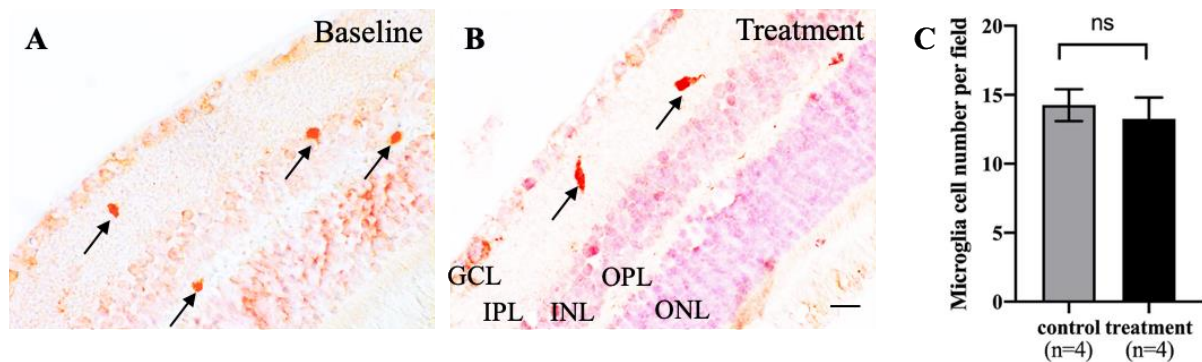 A
Baseline
B
Treatment
GCL
IPL
INL
OPL
ONL
C
Microglia cell number per field
20
15
10
5
0
ns
control treatment
(n=4) (n=4)